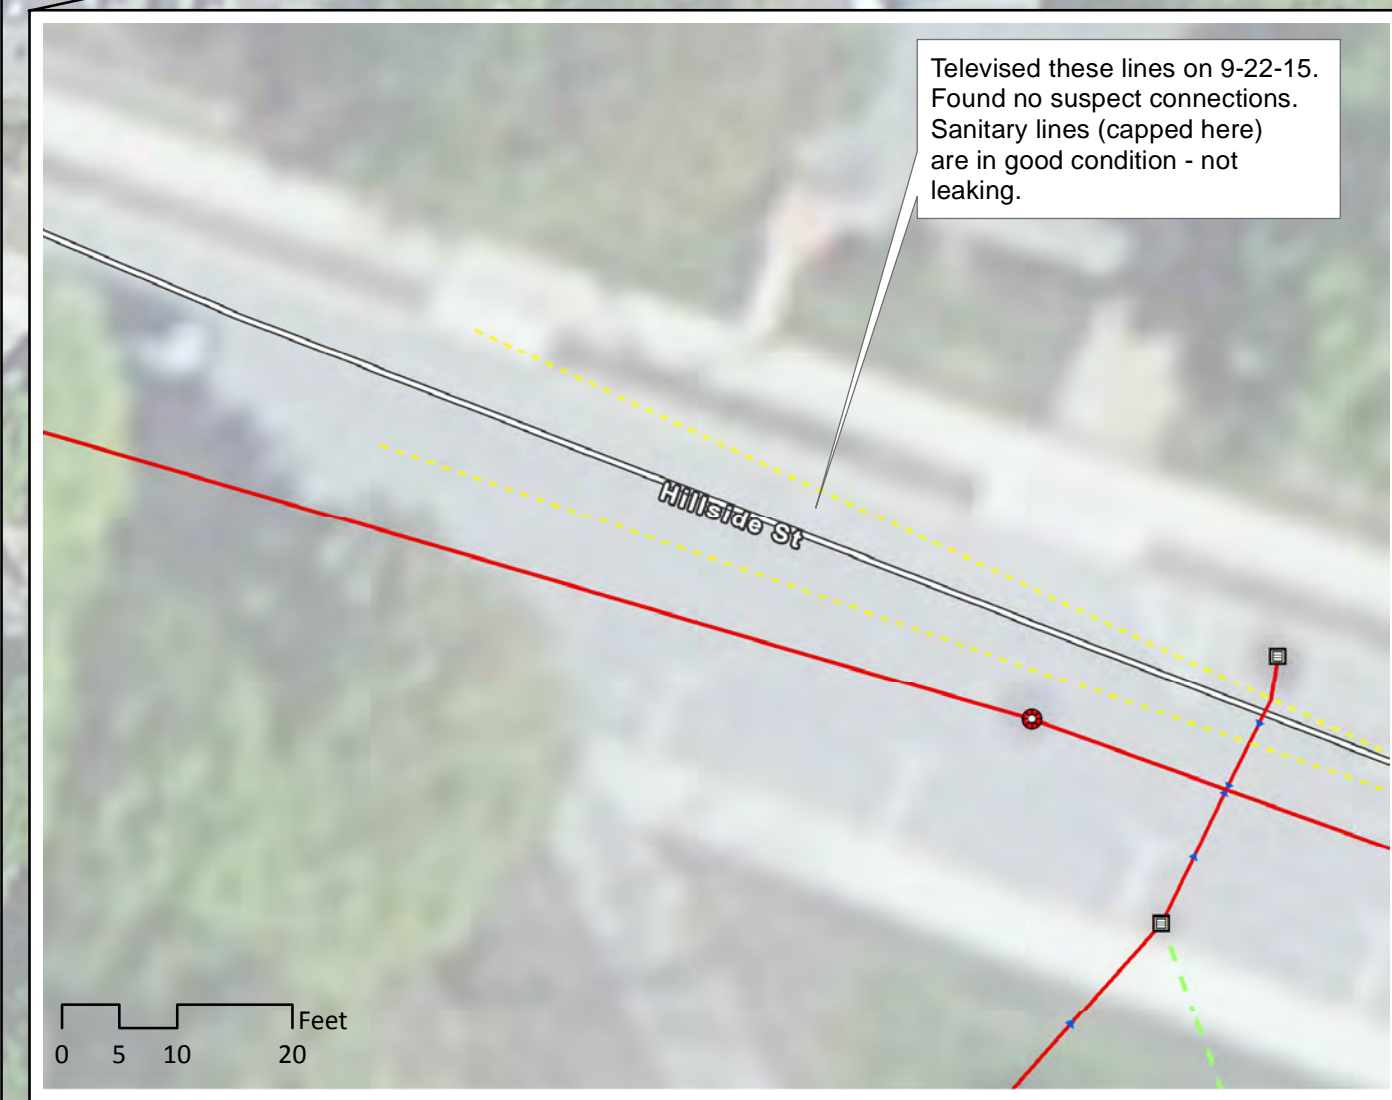 Televised these lines on 9-22-15.
Found no suspect connections.
Sanitary lines (capped here)
are in good condition - not
leaking.
Hillside St
Feet
0 5 10 20